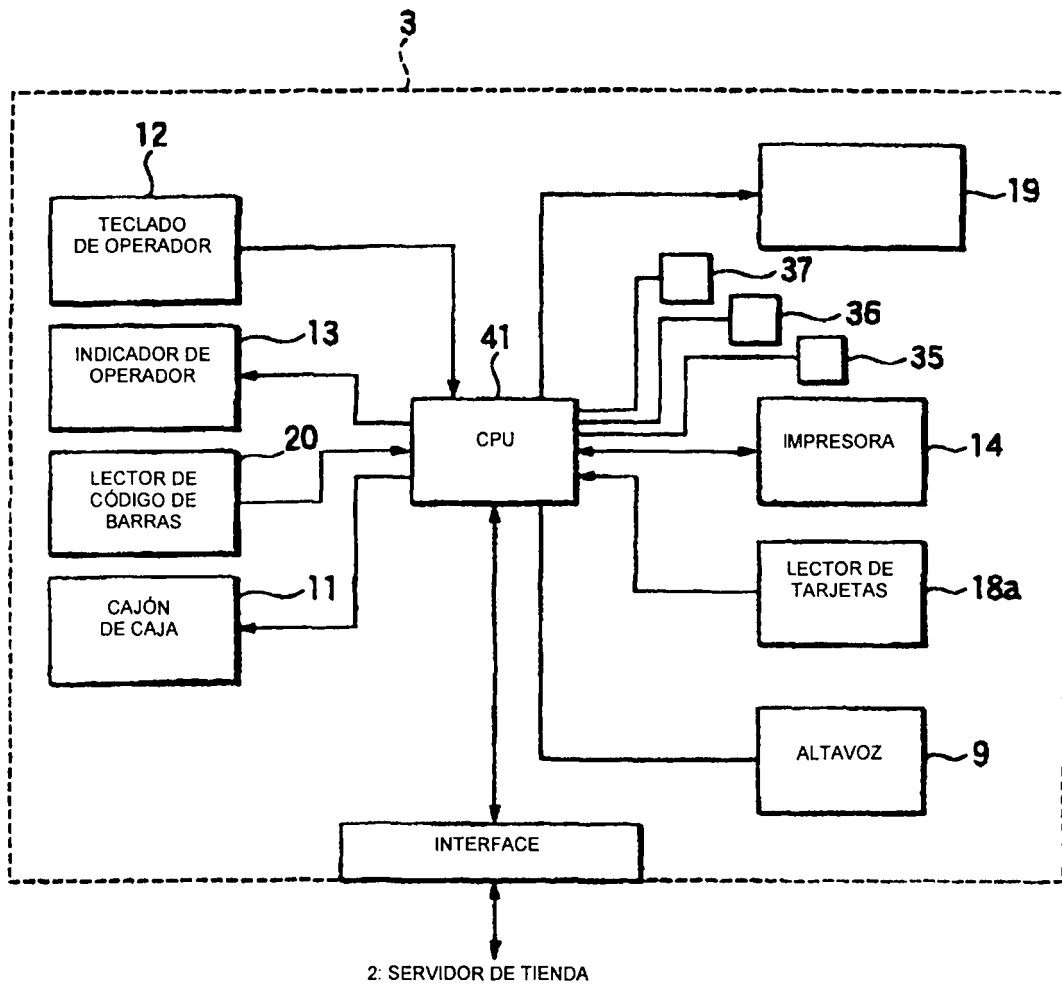 3
12
TECLADO
DE OPERADOR
19
37
13
INDICADOR DE
OPERADOR
36
41
35
CPU
20
LECTOR DE
CÓDIGO DE
BARRAS
IMPRESORA
14
11
CAJÓN
DE CAJA
LECTOR DE
TARJETAS
18a
ALTAVOZ
9
INTERFACE
2: SERVIDOR DE TIENDA